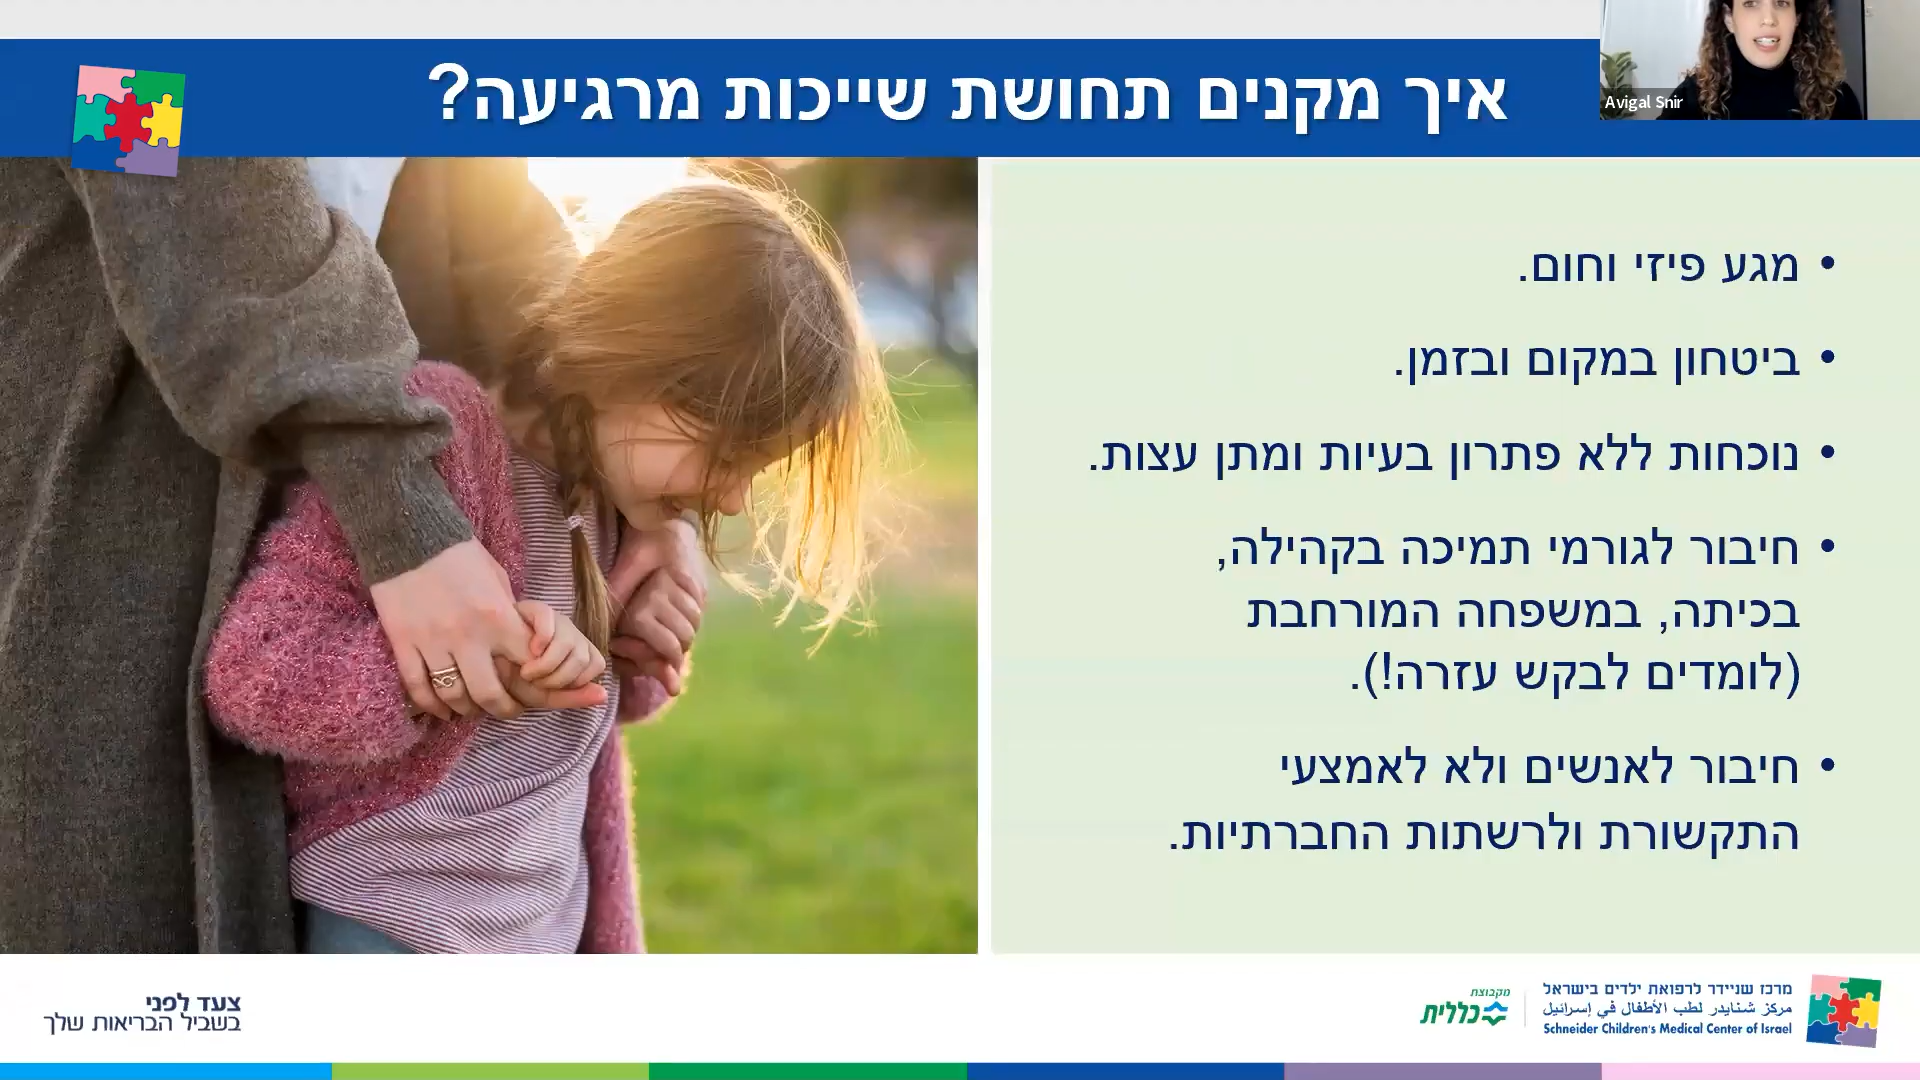 איך מקנים תחושת שייכות מרגיעה?
Avigal Snir
• מגע פיזי וחום.
• ביטחון במקום ובזמן.
• נוכחות ללא פתרון בעיות ומתן עצות.
• חיבור לגורמי תמיכה בקהילה,
בכיתה, במשפחה המורחבת
(לומדים לבקש עזרה!).
• חיבור לאנשים ולא לאמצעי
התקשורת ולרשתות החברתיות.
מרכז שניידר לרפואת ילדים בישראל
مركز شنايدر لطب الأطفال في إسرائيل
Schneider Children's Medical Center of Israel
מקבוצת
כללית
צעד לפני
בשביל הבריאות שלך